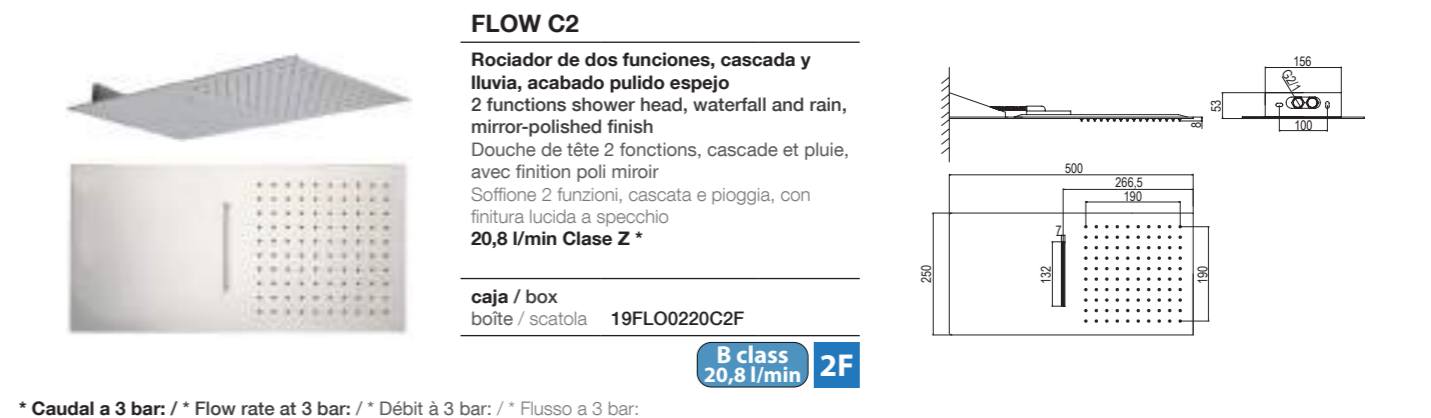 FLOW C2
Rociador de dos funciones, cascada y
lluvia, acabado pulido espejo
2 functions shower head, waterfall and rain,
mirror-polished finish
Douche de tête 2 fonctions, cascade et pluie,
avec finition poli miroir
Soffione 2 funzioni, cascata e pioggia, con
finitura lucida a specchio
20,8 l/min Clase Z *
caja / box
boîte / scatola 19FLO0220C2F
B class
20,8 l/min
2F
156
G2/1
53
100
8
500
266,5
190
7
132
250
190
* Caudal a 3 bar: / * Flow rate at 3 bar: / * Débit à 3 bar: / * Flusso a 3 bar: